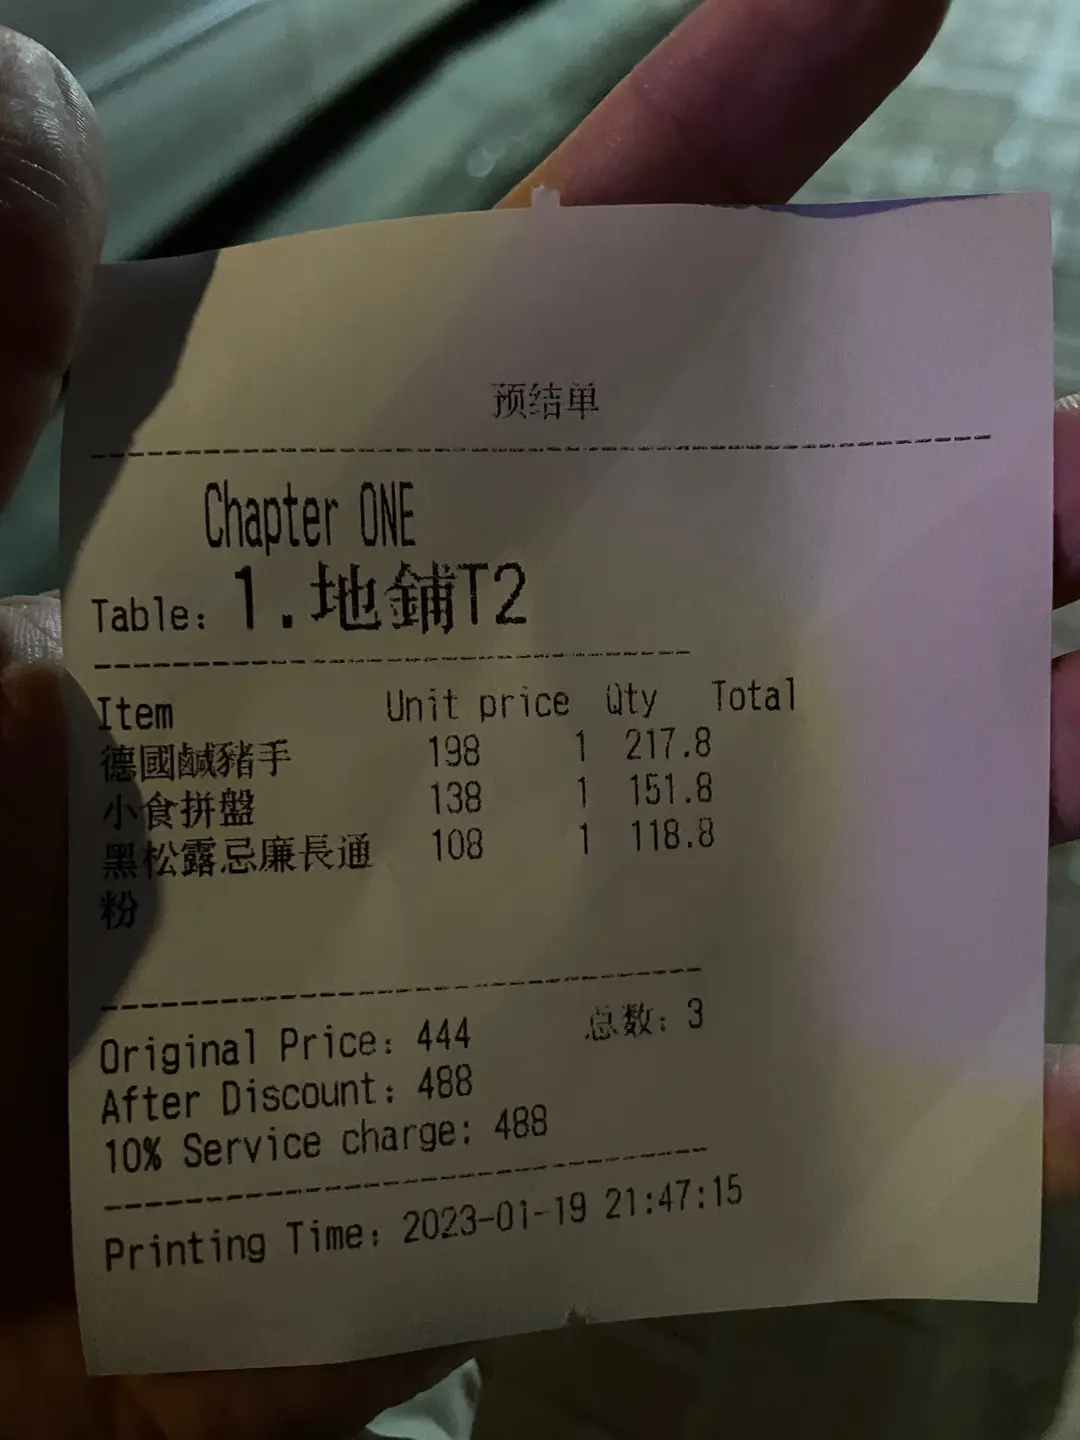 预结单
Chapter ONE
Table: 1.地鋪T2
Item Unit price Qty Total
德國鹹豬手 198 1 217.8
小食拼盤 138 1 151.8
黑松露忌廉長通 108 1 118.8
粉
Original Price: 444 总数: 3
After Discount: 488
10% Service charge: 488
Printing Time: 2023-01-19 21:47:15